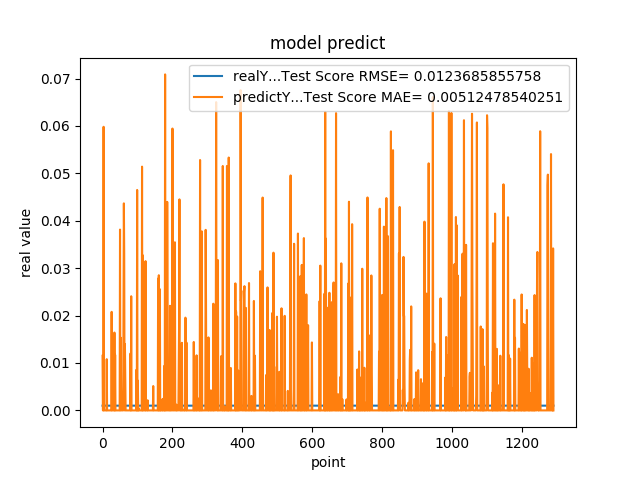 model predict
realY...Test Score RMSE= 0.0123685855758
predictY...Test Score MAE= 0.00512478540251
real value
0.07
0.06
0.05
0.04
0.03
0.02
0.01
0.00
0 200 400 600 800 1000 1200
point